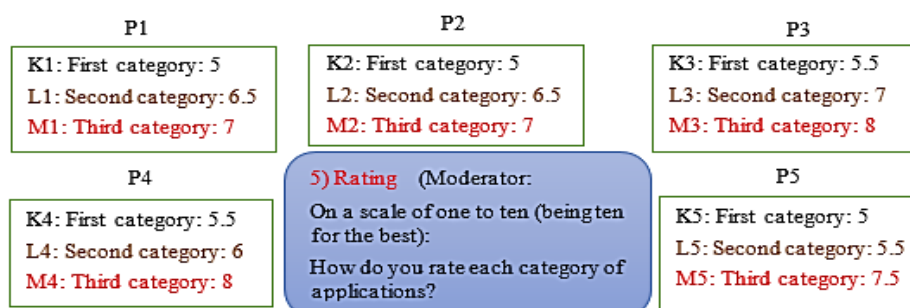 P1
K1: First category: 5
L1: Second category: 6.5
M1: Third category: 7
P2
K2: First category: 5
L2: Second category: 6.5
M2: Third category: 7
P3
K3: First category: 5.5
L3: Second category: 7
M3: Third category: 8
P4
K4: First category: 5.5
L4: Second category: 6
M4: Third category: 8
5) Rating (Moderator:
On a scale of one to ten (being ten
for the best):
How do you rate each category of
applications?
P5
K5: First category: 5
L5: Second category: 5.5
M5: Third category: 7.5